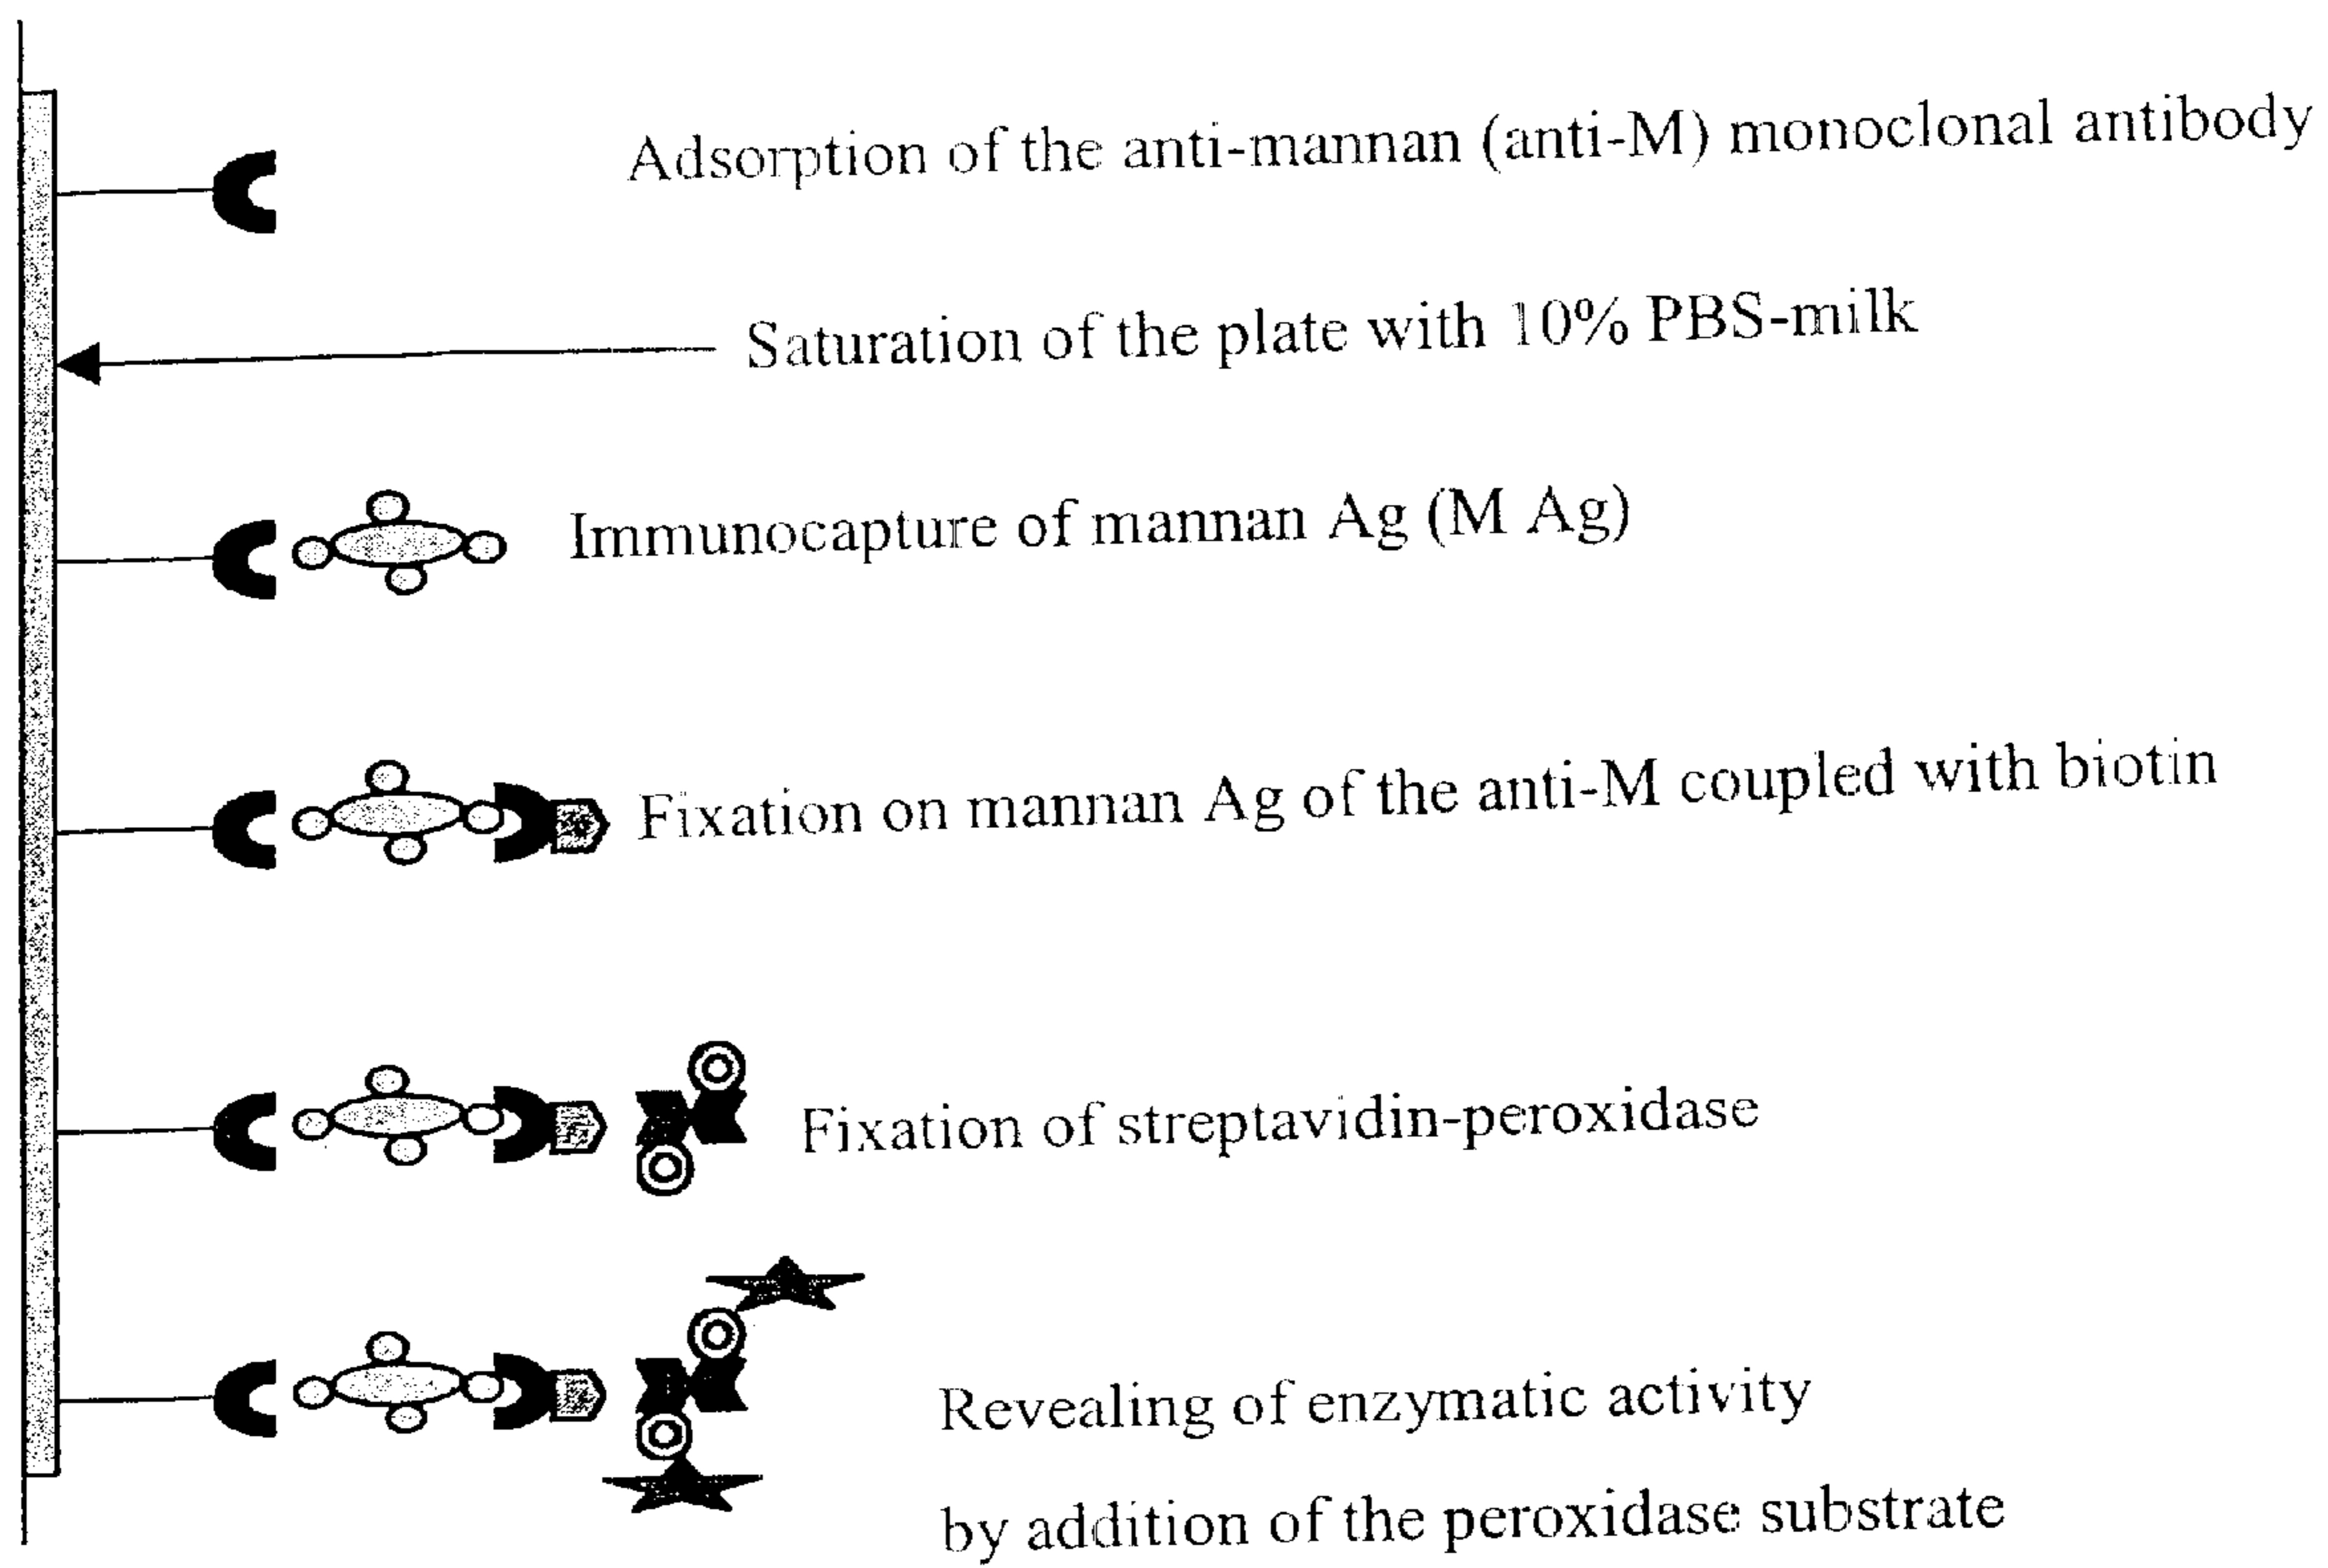 Adsorption of the anti-mannan (anti-M) monoclonal antibody
Saturation of the plate with 10% PBS-milk
Immunocapture of mannan Ag (M Ag)
Fixation on mannan Ag of the anti-M coupled with biotin
Fixation of streptavidin-peroxidase
Revealing of enzymatic activity
by addition of the peroxidase substrate